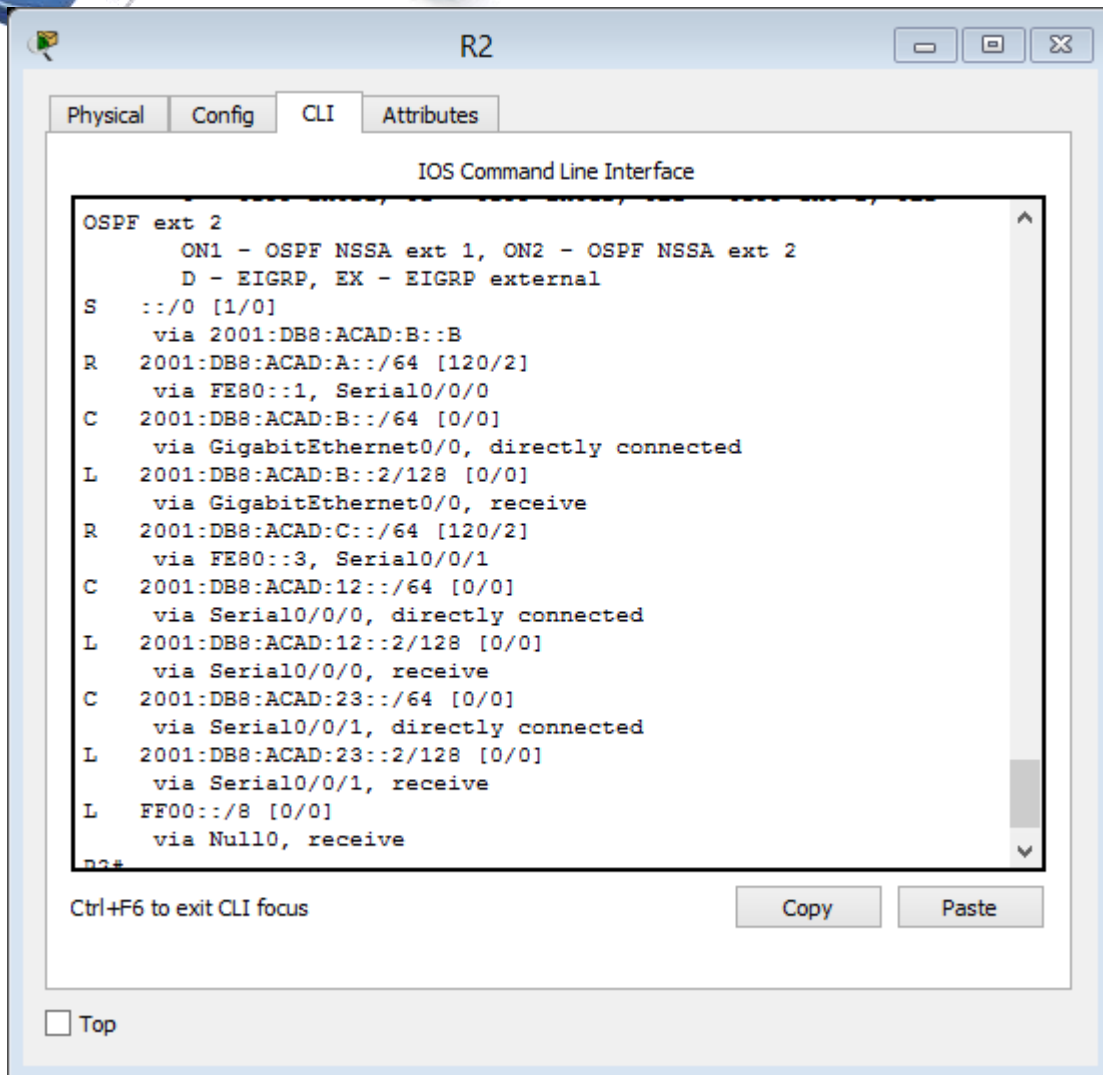 R2
Physical Config CLI Attributes
IOS Command Line Interface
OSPF ext 2
ON1 - OSPF NSSA ext 1, ON2 - OSPF NSSA ext 2
D - EIGRP, EX - EIGRP external
S ::/0 [1/0]
via 2001:DB8:ACAD:B::B
R 2001:DB8:ACAD:A::/64 [120/2]
via FE80::1, Serial0/0/0
C 2001:DB8:ACAD:B::/64 [0/0]
via GigabitEthernet0/0, directly connected
L 2001:DB8:ACAD:B::2/128 [0/0]
via GigabitEthernet0/0, receive
R 2001:DB8:ACAD:C::/64 [120/2]
via FE80::3, Serial0/0/1
C 2001:DB8:ACAD:12::/64 [0/0]
via Serial0/0/0, directly connected
L 2001:DB8:ACAD:12::2/128 [0/0]
via Serial0/0/0, receive
C 2001:DB8:ACAD:23::/64 [0/0]
via Serial0/0/1, directly connected
L 2001:DB8:ACAD:23::2/128 [0/0]
via Serial0/0/1, receive
L FF00::/8 [0/0]
via Null0, receive
R2#
Ctrl+F6 to exit CLI focus
Copy Paste
Top